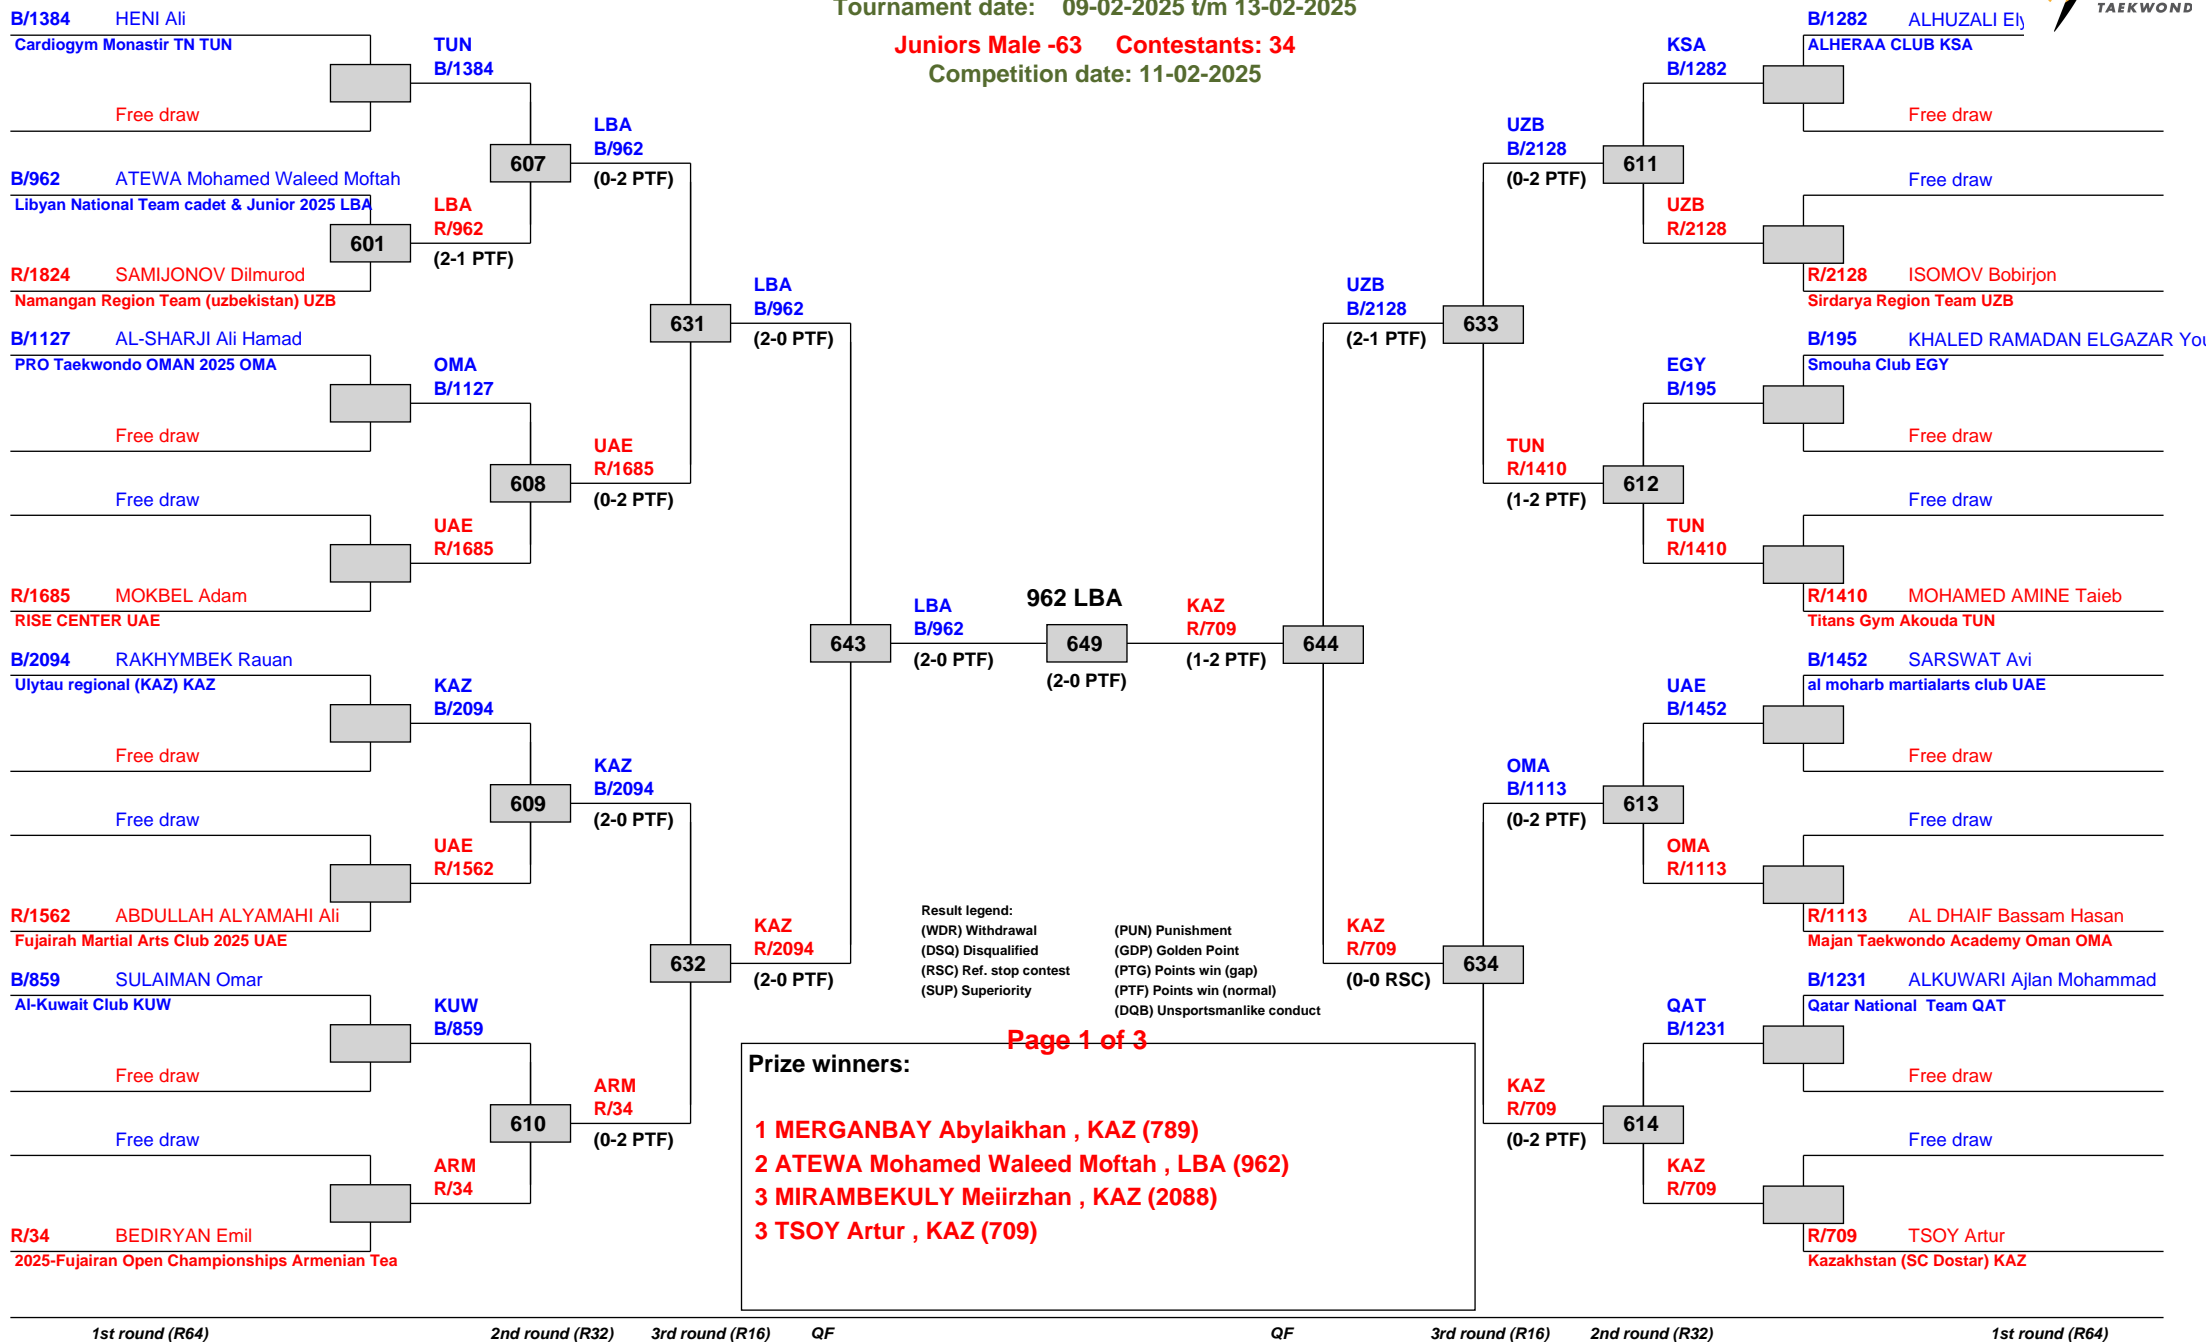 Tournament date: 09-02-2025 t/m 13-02-2025
Juniors Male -63 Contestants: 34
Competition date: 11-02-2025
TAEKWOND
B/1384 HENI Ali
Cardiogym Monastir TN TUN
Free draw
B/962 ATEWA Mohamed Waleed Moftah
Libyan National Team cadet & Junior 2025 LBA
601
R/1824 SAMIJONOV Dilmurod
Namangan Region Team (uzbekistan) UZB
B/1127 AL-SHARJI Ali Hamad
PRO Taekwondo OMAN 2025 OMA
Free draw
Free draw
R/1685 MOKBEL Adam
RISE CENTER UAE
B/2094 RAKHYMBEK Rauan
Ulytau regional (KAZ) KAZ
Free draw
Free draw
R/1562 ABDULLAH ALYAMAHI Ali
Fujairah Martial Arts Club 2025 UAE
B/859 SULAIMAN Omar
Al-Kuwait Club KUW
Free draw
Free draw
R/34 BEDIRYAN Emil
2025-Fujairan Open Championships Armenian Tea
TUN
B/1384
607
LBA
R/962
(2-1 PTF)
OMA
B/1127
608
UAE
R/1685
KAZ
B/2094
609
UAE
R/1562
KUW
B/859
610
ARM
R/34
LBA
B/962
(0-2 PTF)
631
UAE
R/1685
(0-2 PTF)
KAZ
B/2094
(2-0 PTF)
632
ARM
R/34
(0-2 PTF)
LBA
B/962
(2-0 PTF)
643
KAZ
R/2094
(2-0 PTF)
LBA
B/962
(2-0 PTF)
962 LBA
649
(2-0 PTF)
KAZ
R/709
(1-2 PTF)
644
UZB
B/2128
(2-1 PTF)
633
KAZ
R/709
(0-0 RSC)
634
UZB
B/2128
(0-2 PTF)
611
TUN
R/1410
(1-2 PTF)
612
OMA
B/1113
(0-2 PTF)
613
KAZ
R/709
(0-2 PTF)
614
KSA
B/1282
UZB
R/2128
EGY
B/195
TUN
R/1410
UAE
B/1452
OMA
R/1113
QAT
B/1231
KAZ
R/709
B/1282 ALHUZALI Ely
ALHERAA CLUB KSA
Free draw
Free draw
R/2128 ISOMOV Bobirjon
Sirdarya Region Team UZB
B/195 KHALED RAMADAN ELGAZAR You
Smouha Club EGY
Free draw
Free draw
R/1410 MOHAMED AMINE Taieb
Titans Gym Akouda TUN
B/1452 SARSWAT Avi
al moharb martialarts club UAE
Free draw
Free draw
R/1113 AL DHAIF Bassam Hasan
Majan Taekwondo Academy Oman OMA
B/1231 ALKUWARI Ajlan Mohammad
Qatar National  Team QAT
Free draw
Free draw
R/709 TSOY Artur
Kazakhstan (SC Dostar) KAZ
Result legend:
(WDR) Withdrawal (PUN) Punishment
(DSQ) Disqualified (GDP) Golden Point
(RSC) Ref. stop contest (PTG) Points win (gap)
(SUP) Superiority (PTF) Points win (normal)
(DQB) Unsportsmanlike conduct
Page 1 of 3
Prize winners:
1 MERGANBAY Abylaikhan , KAZ (789)
2 ATEWA Mohamed Waleed Moftah , LBA (962)
3 MIRAMBEKULY Meiirzhan , KAZ (2088)
3 TSOY Artur , KAZ (709)
1st round (R64) 2nd round (R32) 3rd round (R16) QF QF 3rd round (R16) 2nd round (R32) 1st round (R64)